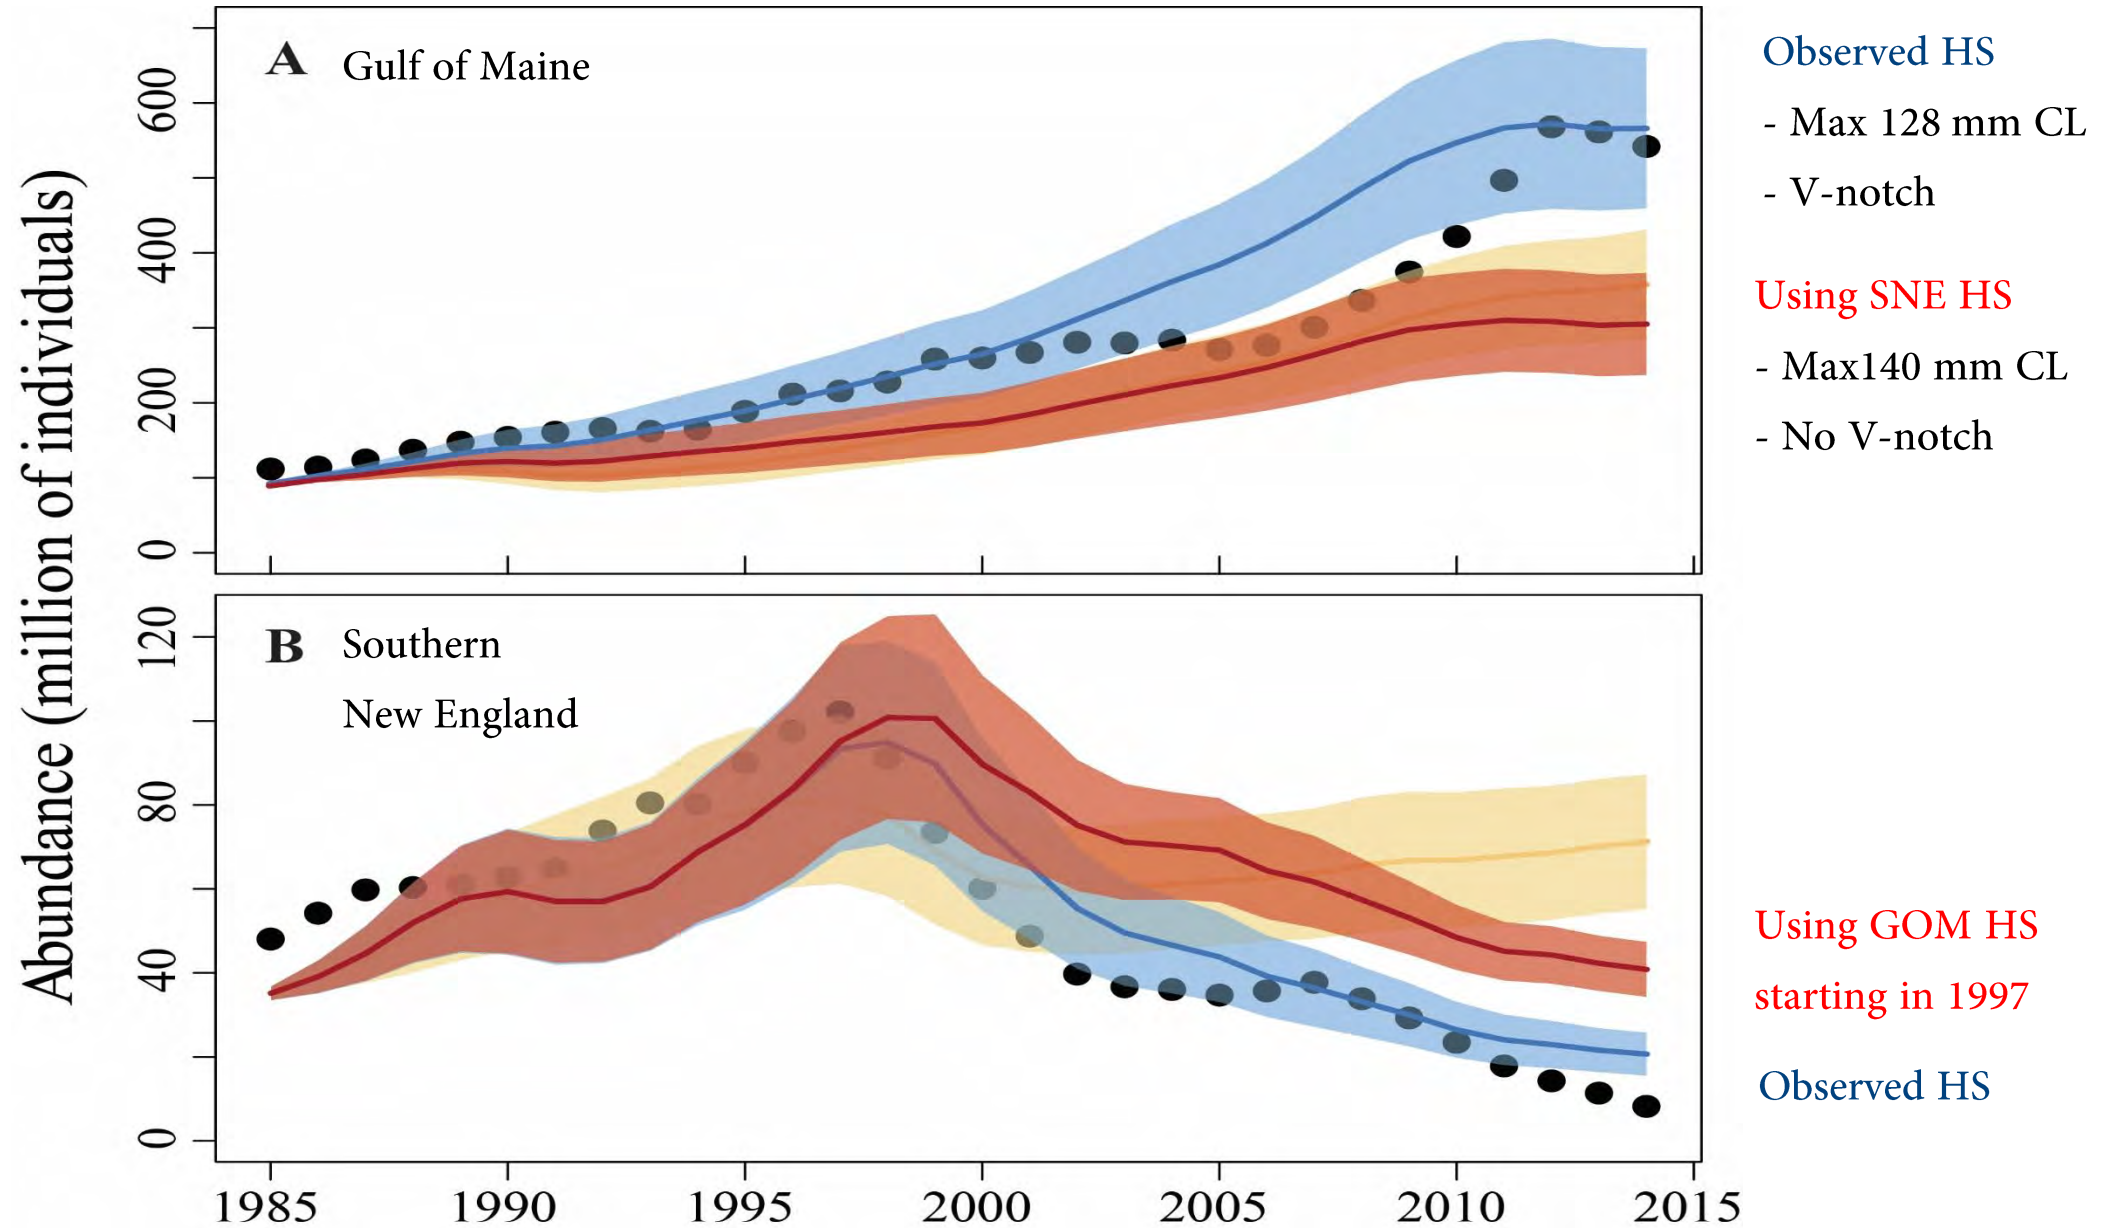 Abundance (million of individuals)
A Gulf of Maine
600
400
200
0
Observed HS
- Max 128 mm CL
- V-notch
Using SNE HS
- Max140 mm CL
- No V-notch
B Southern
New England
120
80
40
0
Using GOM HS
starting in 1997
Observed HS
1985 1990 1995 2000 2005 2010 2015